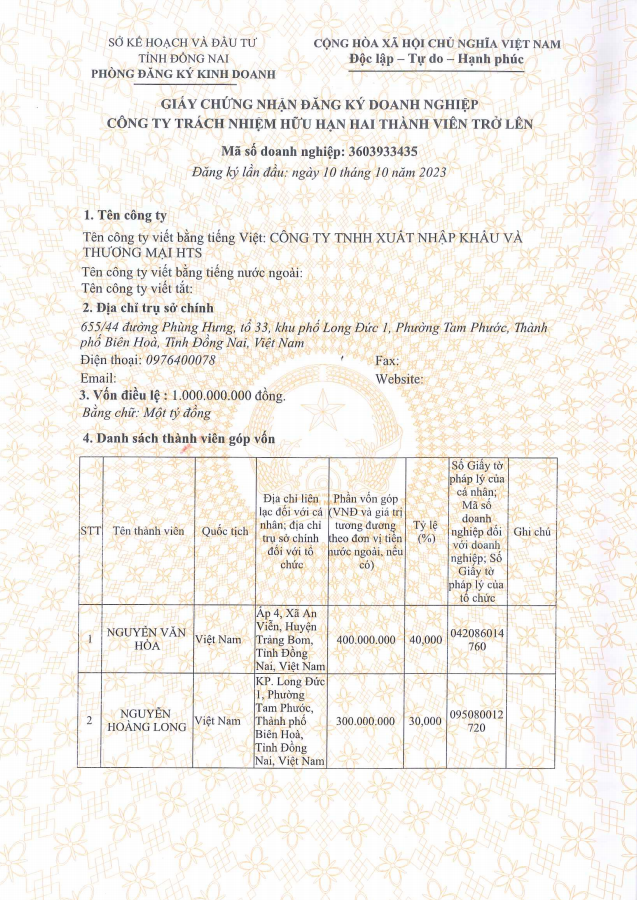 SỞ KẾ HOẠCH VÀ ĐẦU TƯ
TỈNH ĐỒNG NAI
PHÒNG ĐĂNG KÝ KINH DOANH
CỘNG HÒA XÃ HỘI CHỦ NGHĨA VIỆT NAM
Độc lập – Tự do – Hạnh phúc
GIẤY CHỨNG NHẬN ĐĂNG KÝ DOANH NGHIỆP
CÔNG TY TRÁCH NHIỆM HỮU HẠN HAI THÀNH VIÊN TRỞ LÊN
Mã số doanh nghiệp: 3603933435
Đăng ký lần đầu: ngày 10 tháng 10 năm 2023
1. Tên công ty
Tên công ty viết bằng tiếng Việt: CÔNG TY TNHH XUẤT NHẬP KHẨU VÀ
THƯƠNG MẠI HTS
Tên công ty viết bằng tiếng nước ngoài:
Tên công ty viết tắt:
2. Địa chỉ trụ sở chính
655/44 đường Phùng Hưng, tổ 33, khu phố Long Đức 1, Phường Tam Phước, Thành
phố Biên Hoà, Tỉnh Đồng Nai, Việt Nam
Điện thoại: 0976400078 Fax:
Email: Website:
3. Vốn điều lệ : 1.000.000.000 đồng.
Bằng chữ: Một tỷ đồng
4. Danh sách thành viên góp vốn
STT
Tên thành viên
Quốc tịch
Địa chỉ liên
lạc đối với cá
nhân; địa chỉ
trụ sở chính
đối với tổ
chức
Phần vốn góp
(VNĐ và giá trị
tương đương
theo đơn vị tiền
nước ngoài, nếu
có)
Tỷ lệ
(%)
Số Giấy tờ
pháp lý của
cá nhân;
Mã số
doanh
nghiệp đối
với doanh
nghiệp; Số
Giấy tờ
pháp lý của
tổ chức
Ghi chú
1
NGUYỄN VĂN
HÒA
Việt Nam
Ấp 4, Xã An
Viễn, Huyện
Trảng Bom,
Tỉnh Đồng
Nai, Việt Nam
400.000.000
40,000
042086014
760
2
NGUYỄN
HOÀNG LONG
Việt Nam
KP. Long Đức
1, Phường
Tam Phước,
Thành phố
Biên Hoà,
Tỉnh Đồng
Nai, Việt Nam
300.000.000
30,000
095080012
720